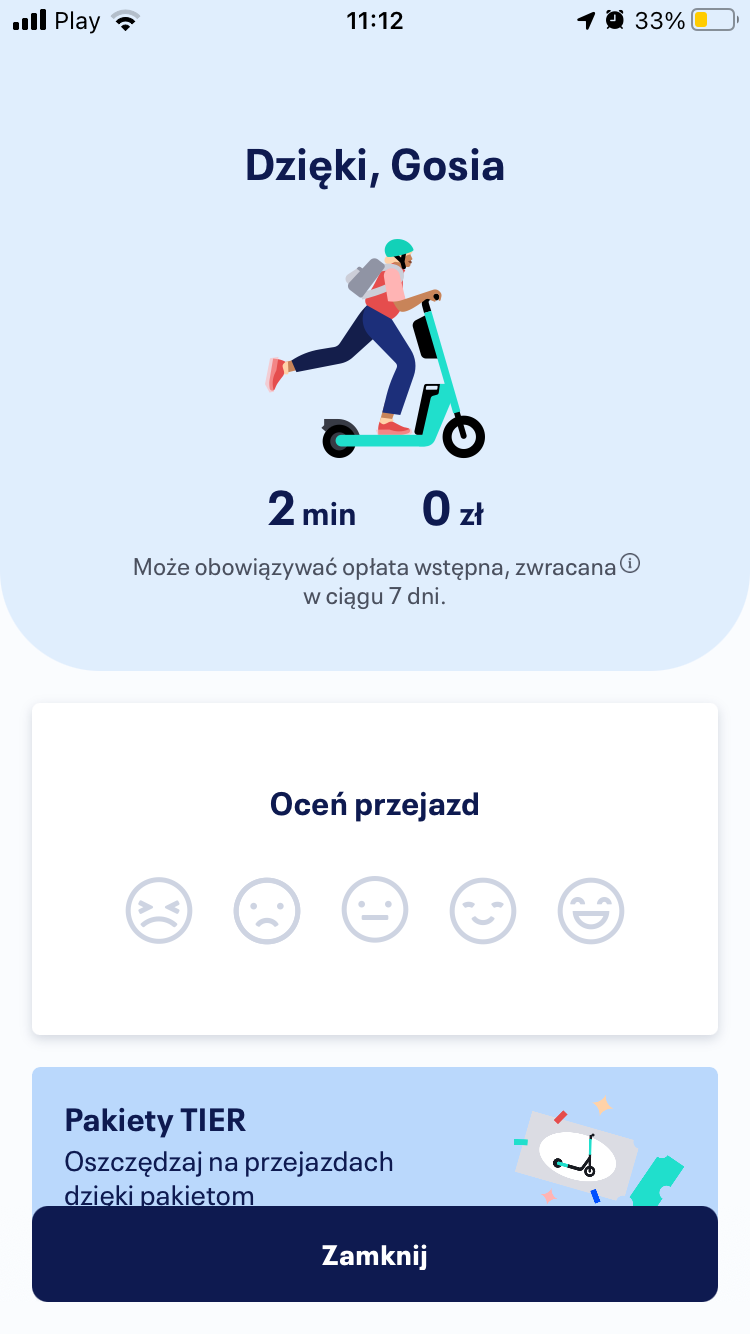 Play 11:12 33%
Dzięki, Gosia
2 min 0 zł
Może obowiązywać opłata wstępna, zwracana
w ciągu 7 dni.
Oceń przejazd
Pakiety TIER
Oszczędzaj na przejazdach
dzięki pakietom
Zamknij